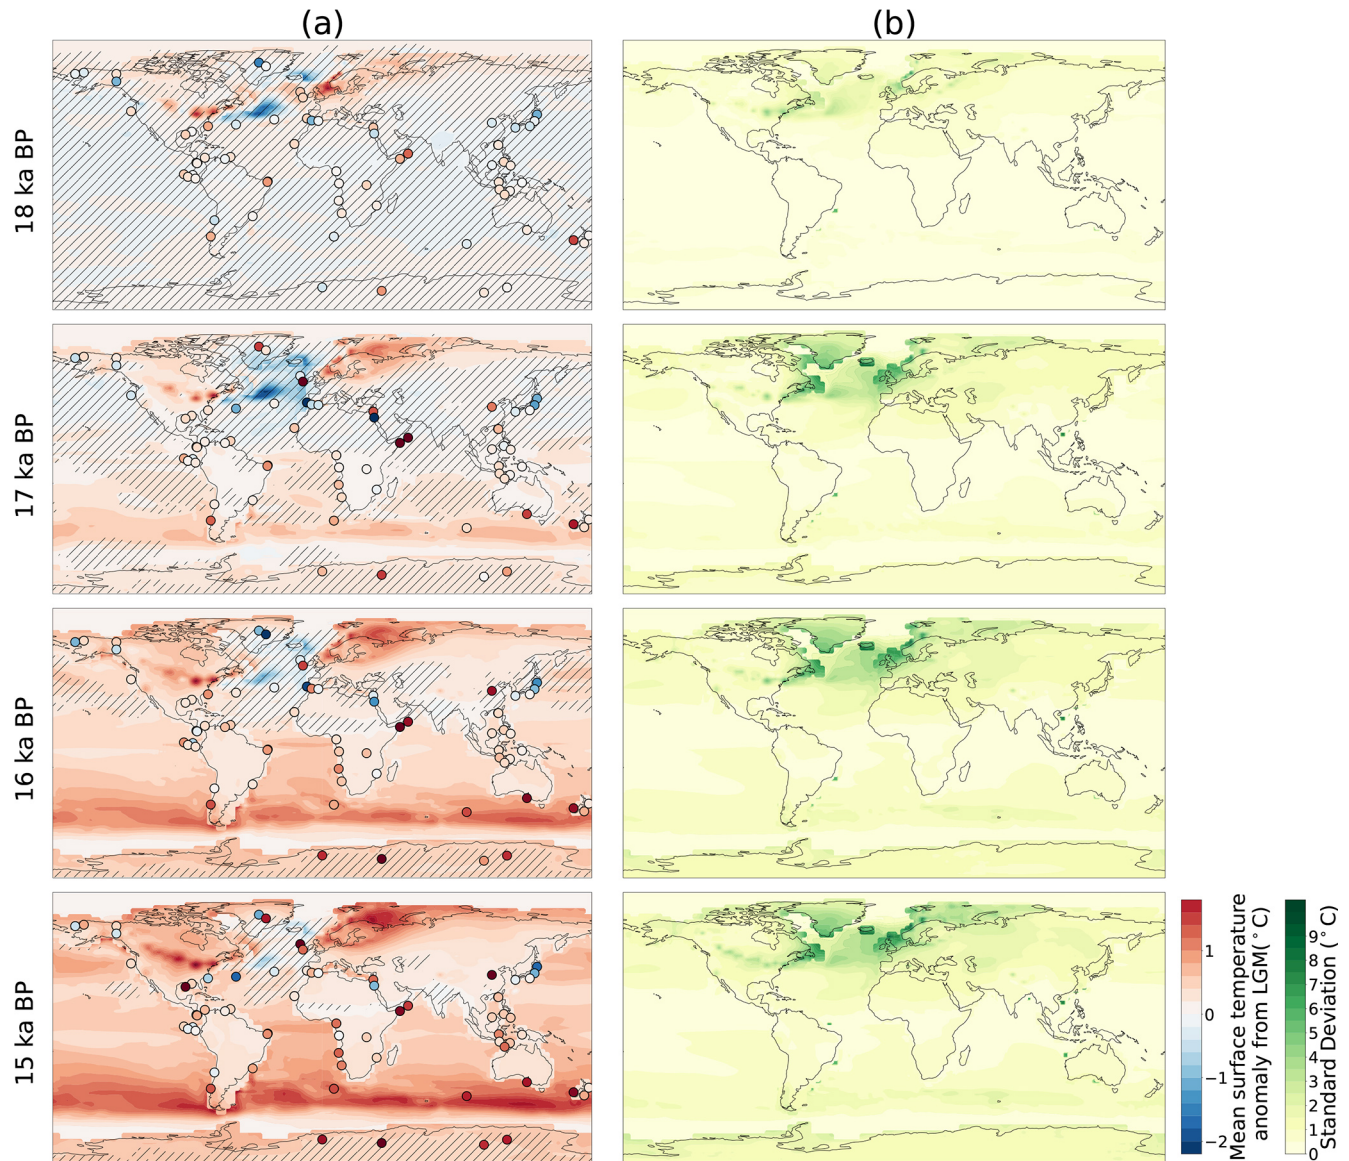 (a)
(b)
18 ka BP
17 ka BP
16 ka BP
15 ka BP
1
0
−1
−2
Mean surface temperature
anomaly from LGM(°C)
9
8
7
6
5
4
3
2
1
0
Standard Deviation (°C)